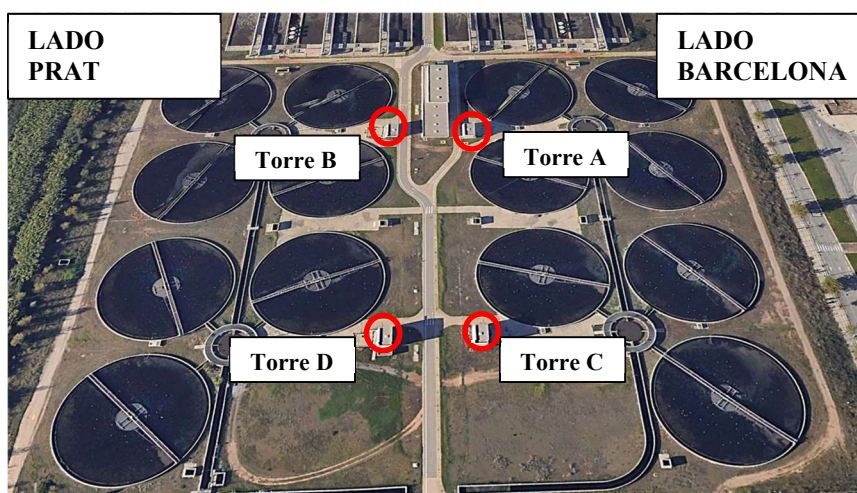 LADO
PRAT
LADO
BARCELONA
Torre B
Torre A
Torre D
Torre C